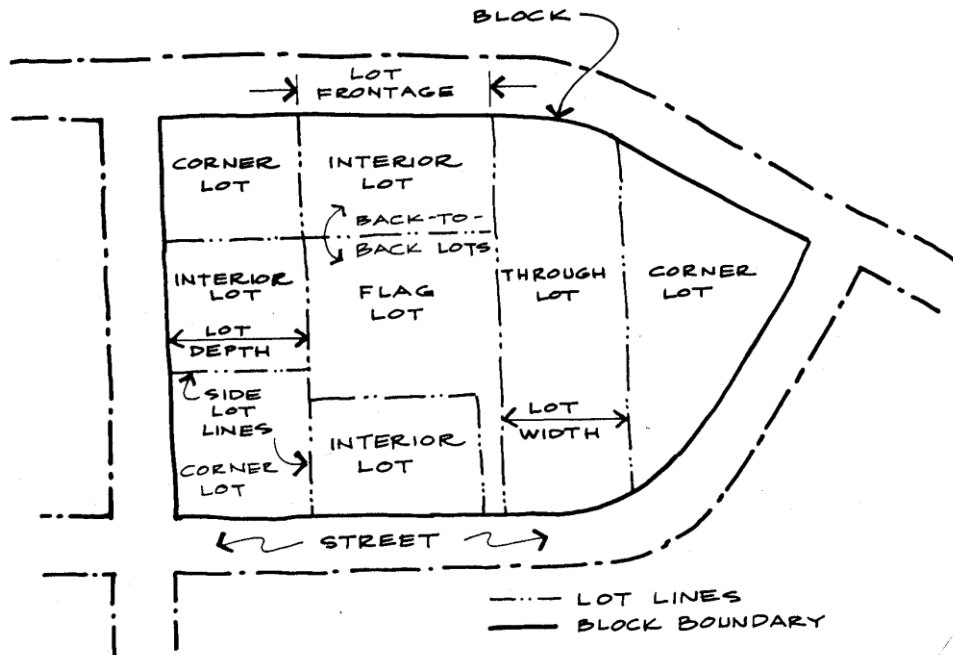 BLOCK
LOT
FRONTAGE
CORNER
LOT
INTERIOR
LOT
BACK-TO-
BACK LOTS
INTERIOR
LOT
FLAG
LOT
THROUGH
LOT
CORNER
LOT
LOT
DEPTH
SIDE
LOT
LINES
CORNER
LOT
INTERIOR
LOT
LOT
WIDTH
STREET
LOT LINES
BLOCK BOUNDARY